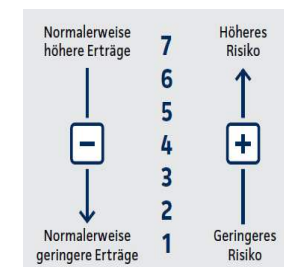 Normalerweise
höhere Erträge
7
Höheres
Risiko
6
5
−
4
+
3
2
Normalerweise
geringere Erträge
1
Geringeres
Risiko